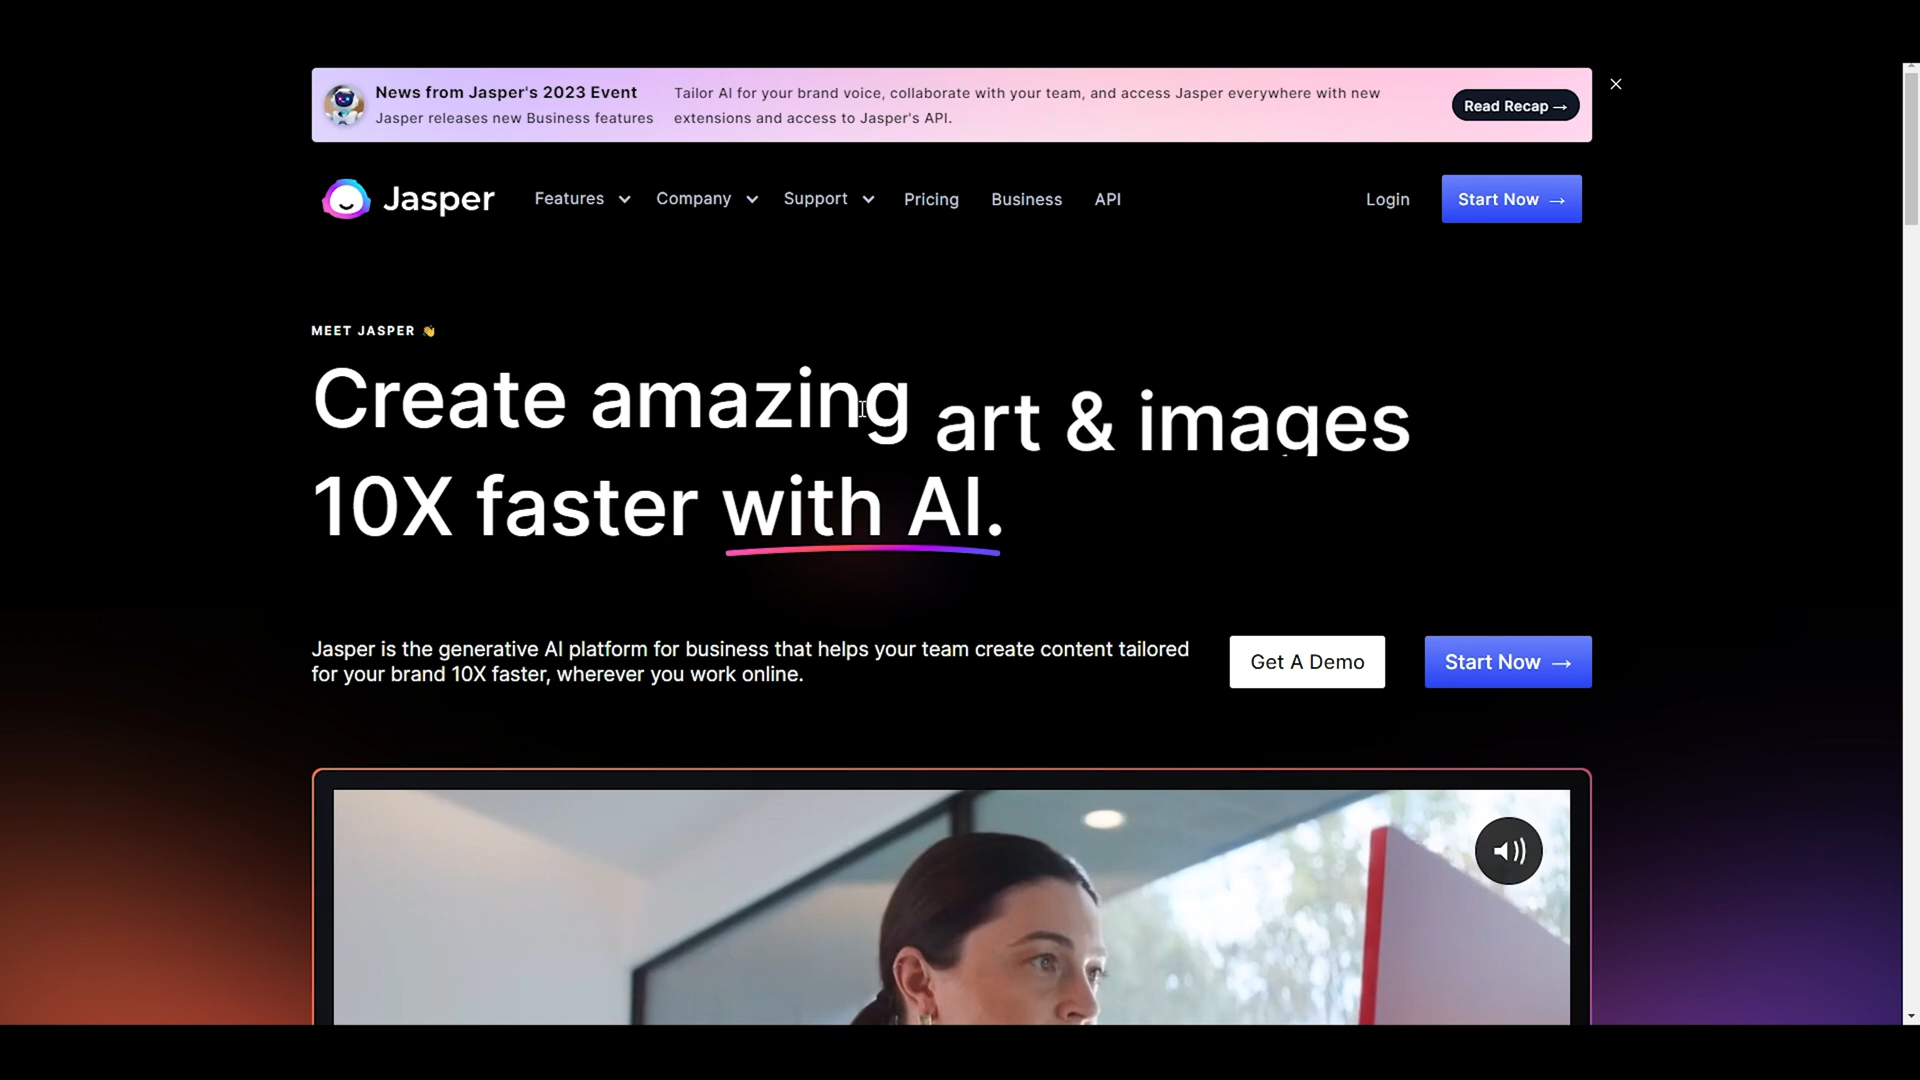 News from Jasper's 2023 Event
Jasper releases new Business features
Tailor AI for your brand voice, collaborate with your team, and access Jasper everywhere with new
extensions and access to Jasper's API.
Read Recap →
Jasper
Features
Company
Support
Pricing
Business
API
Login
Start Now →
MEET JASPER 👋
Create amazing art & images
10X faster with AI.
Jasper is the generative AI platform for business that helps your team create content tailored
for your brand 10X faster, wherever you work online.
Get A Demo
Start Now →